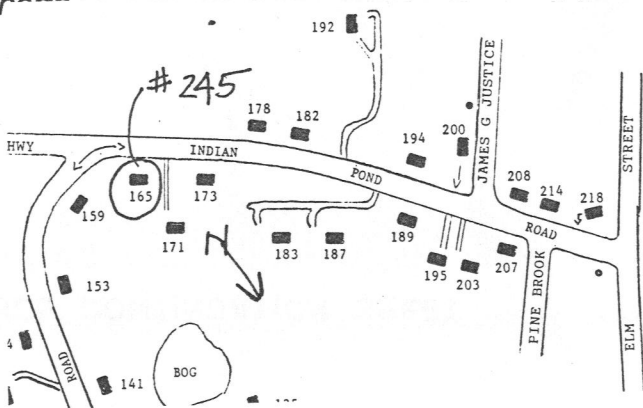 192
# 245
178
182
194
200
JAMES G JUSTICE
STREET
HWY
INDIAN
POND
ROAD
165
173
208
214
218
159
171
N
183
187
189
195
203
207
153
PINE BROOK
ELM
ROAD
141
BOG